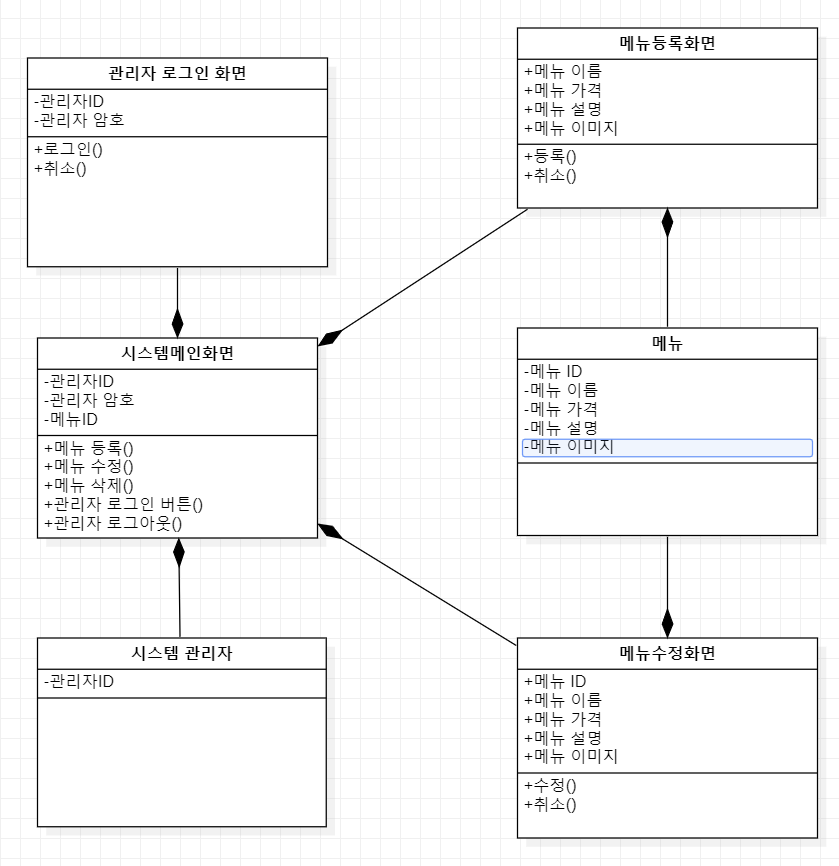 관리자 로그인 화면
-관리자ID
-관리자 암호
+로그인()
+취소()
메뉴등록화면
+메뉴 이름
+메뉴 가격
+메뉴 설명
+메뉴 이미지
+등록()
+취소()
시스템메인화면
-관리자ID
-관리자 암호
-메뉴ID
+메뉴 등록()
+메뉴 수정()
+메뉴 삭제()
+관리자 로그인 버튼()
+관리자 로그아웃()
메뉴
-메뉴 ID
-메뉴 이름
-메뉴 가격
-메뉴 설명
-메뉴 이미지
시스템 관리자
-관리자ID
메뉴수정화면
+메뉴 ID
+메뉴 이름
+메뉴 가격
+메뉴 설명
+메뉴 이미지
+수정()
+취소()